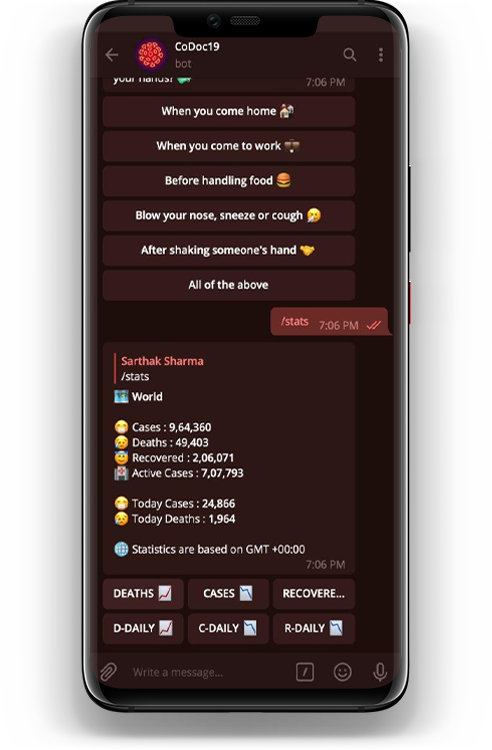 CoDoc19
bot
your hands?
7:06 PM
When you come home
When you come to work
Before handling food
Blow your nose, sneeze or cough
After shaking someone's hand
All of the above
/stats 7:06 PM
Sarthak Sharma
/stats
World
Cases : 9,64,360
Deaths : 49,403
Recovered : 2,06,071
Active Cases : 7,07,793
Today Cases : 24,866
Today Deaths : 1,964
Statistics are based on GMT +00:00
7:06 PM
DEATHS CASES RECOVERE...
D-DAILY C-DAILY R-DAILY
Write a message...